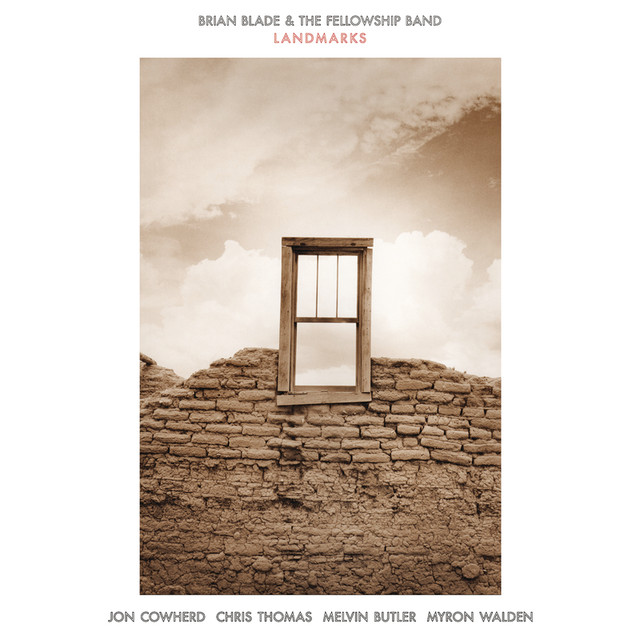 BRIAN BLADE & THE FELLOWSHIP BAND
LANDMARKS
JON COWHERD CHRIS THOMAS MELVIN BUTLER MYRON WALDEN